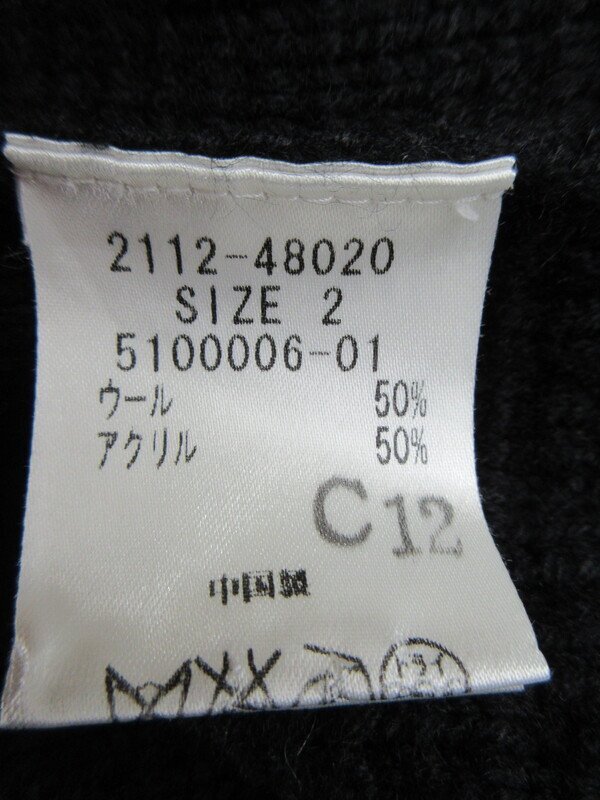 2112-48020
SIZE 2
5100006-01
ウール 50%
アクリル 50%
C12
中国製
ドライ